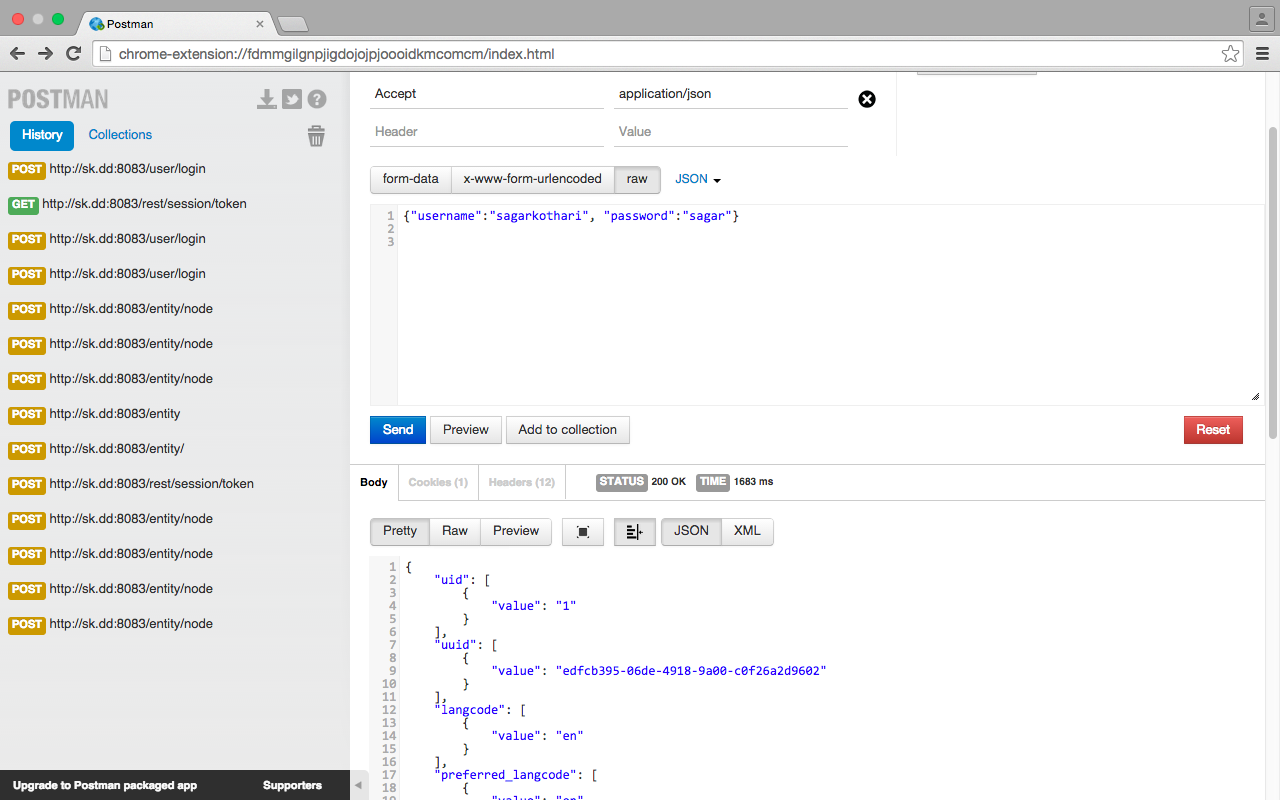 Postman
chrome-extension://fdmmgilgnpjigdojojpjoooidkmcomcm/index.html
POSTMAN
History Collections
POST http://sk.dd:8083/user/login
GET http://sk.dd:8083/rest/session/token
POST http://sk.dd:8083/user/login
POST http://sk.dd:8083/user/login
POST http://sk.dd:8083/entity/node
POST http://sk.dd:8083/entity/node
POST http://sk.dd:8083/entity/node
POST http://sk.dd:8083/entity
POST http://sk.dd:8083/entity/
POST http://sk.dd:8083/rest/session/token
POST http://sk.dd:8083/entity/node
POST http://sk.dd:8083/entity/node
POST http://sk.dd:8083/entity/node
POST http://sk.dd:8083/entity/node
Upgrade to Postman packaged app Supporters
Accept application/json
Header Value
form-data x-www-form-urlencoded raw JSON
1 {"username":"sagarkothari", "password":"sagar"}
2
3
Send Preview Add to collection Reset
Body Cookies (1) Headers (12) STATUS 200 OK TIME 1683 ms
Pretty Raw Preview JSON XML
1 {
2 "uid": [
3 {
4 "value": "1"
5 }
6 ],
7 "uuid": [
8 {
9 "value": "edfcb395-06de-4918-9a00-c0f26a2d9602"
10 }
11 ],
12 "langcode": [
13 {
14 "value": "en"
15 }
16 ],
17 "preferred_langcode": [
18 {
19 "value": "en"